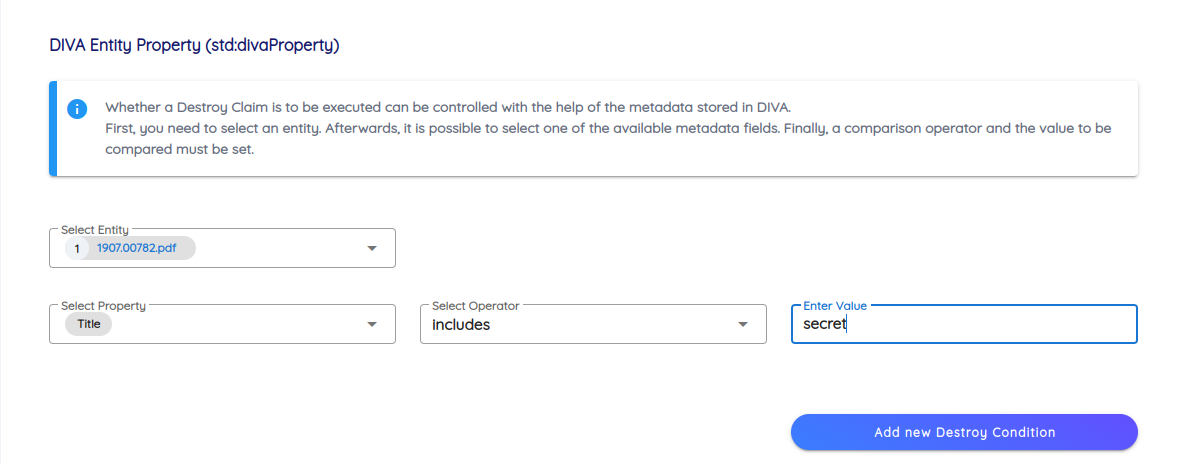 DIVA Entity Property (std:divaProperty)
Whether a Destroy Claim is to be executed can be controlled with the help of the metadata stored in DIVA.
First, you need to select an entity. Afterwards, it is possible to select one of the available metadata fields. Finally, a comparison operator and the value to be
compared must be set.
Select Entity
1 1907.00782.pdf
Select Property Select Operator Enter Value
Title includes secret
Add new Destroy Condition